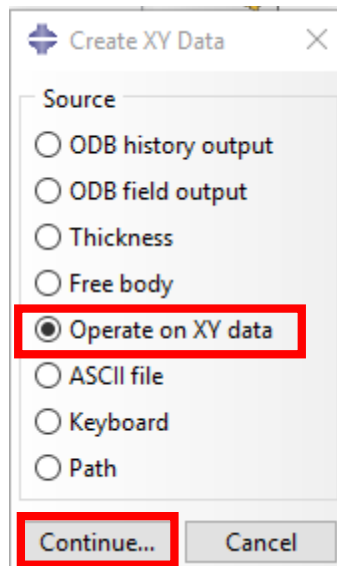 Create XY Data
Source
ODB history output
ODB field output
Thickness
Free body
Operate on XY data
ASCII file
Keyboard
Path
Continue... Cancel